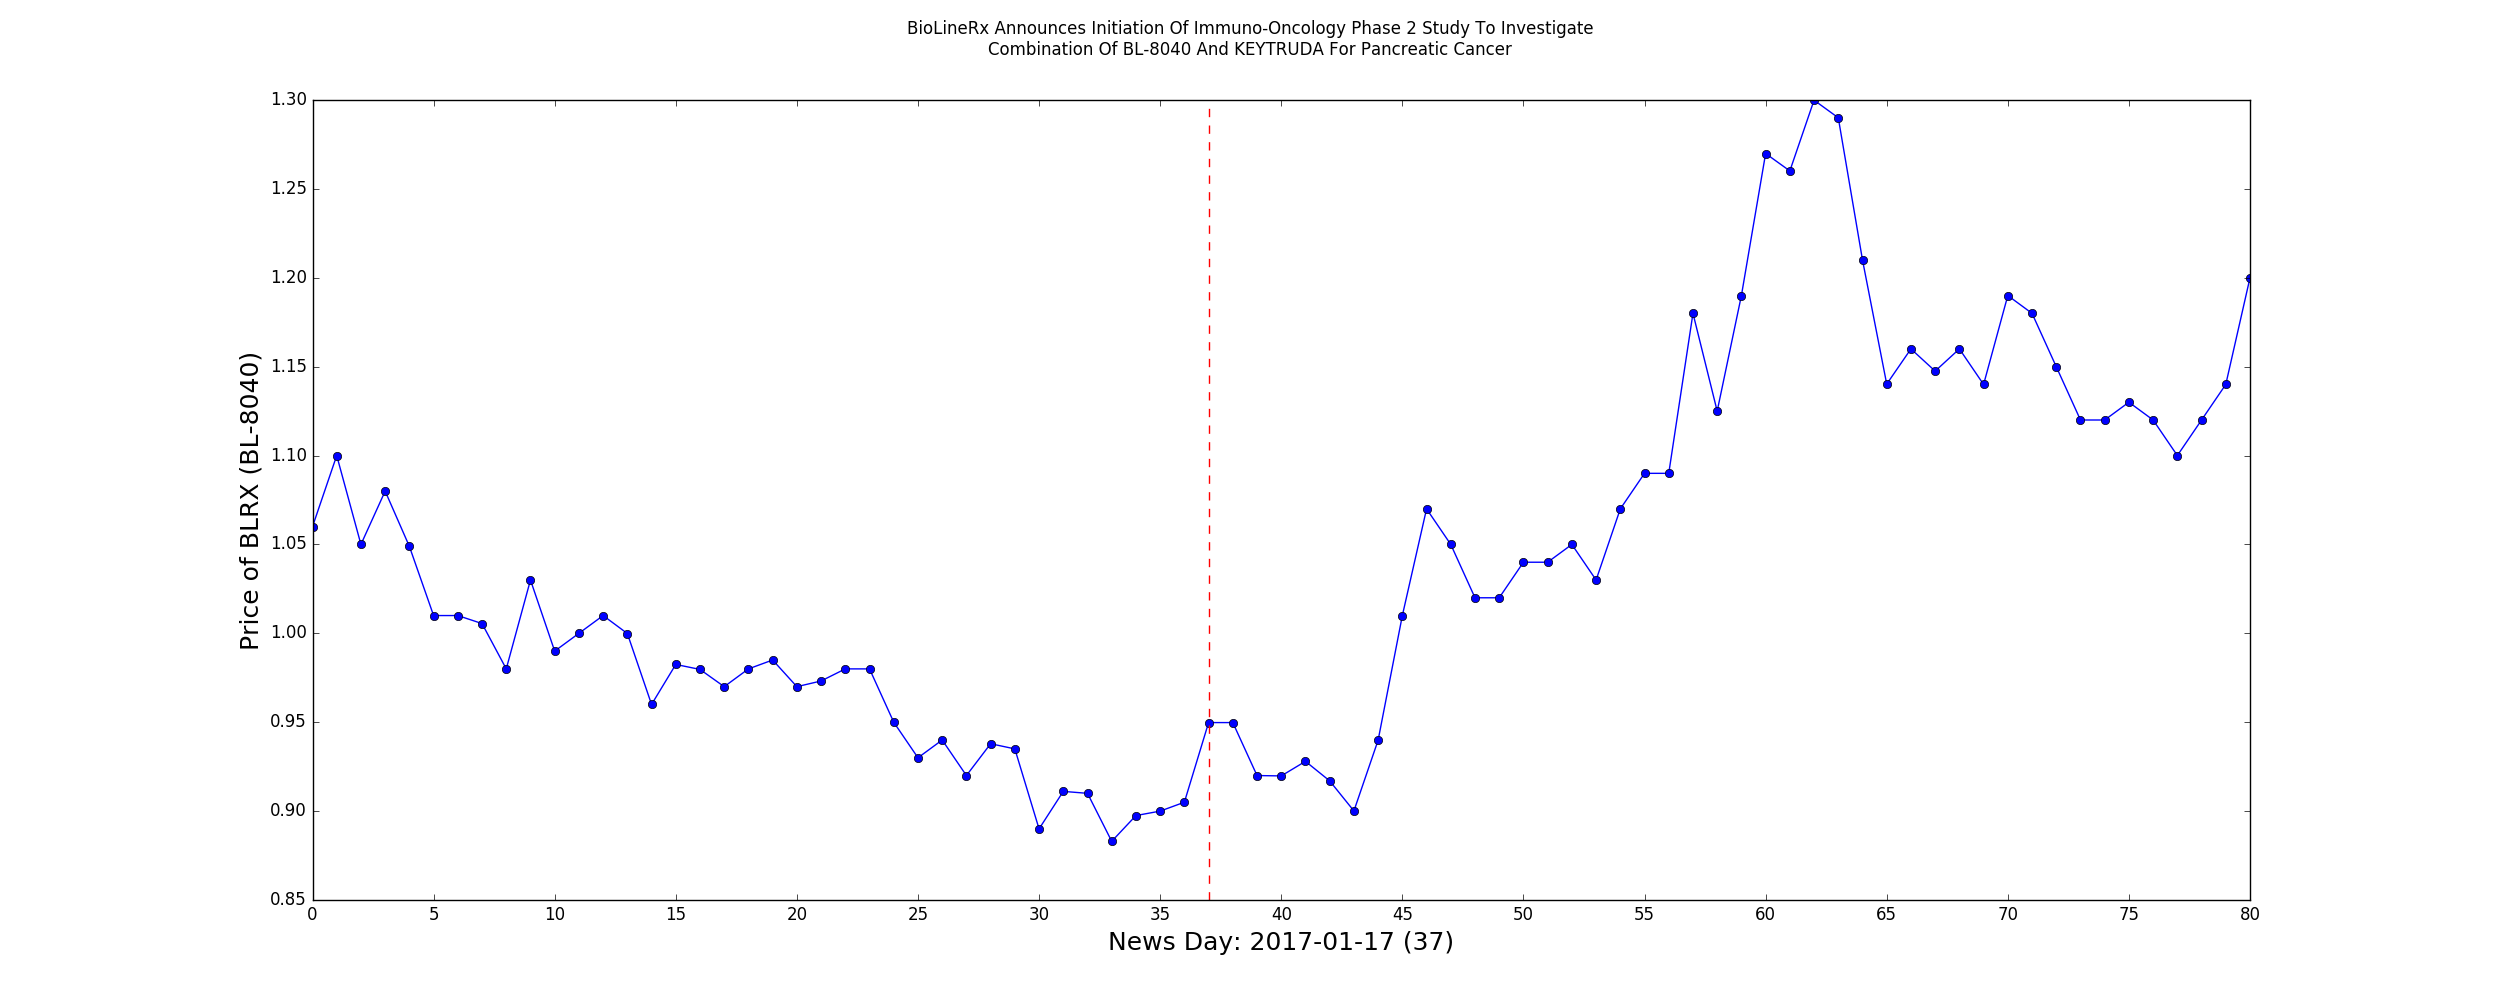 BioLineRx Announces Initiation Of Immuno-Oncology Phase 2 Study To Investigate
Combination Of BL-8040 And KEYTRUDA For Pancreatic Cancer
1.30
1.25
1.20
1.15
1.10
1.05
1.00
0.95
0.90
0.85
Price of BLRX (BL-8040)
0 5 10 15 20 25 30 35 40 45 50 55 60 65 70 75 80
News Day: 2017-01-17 (37)